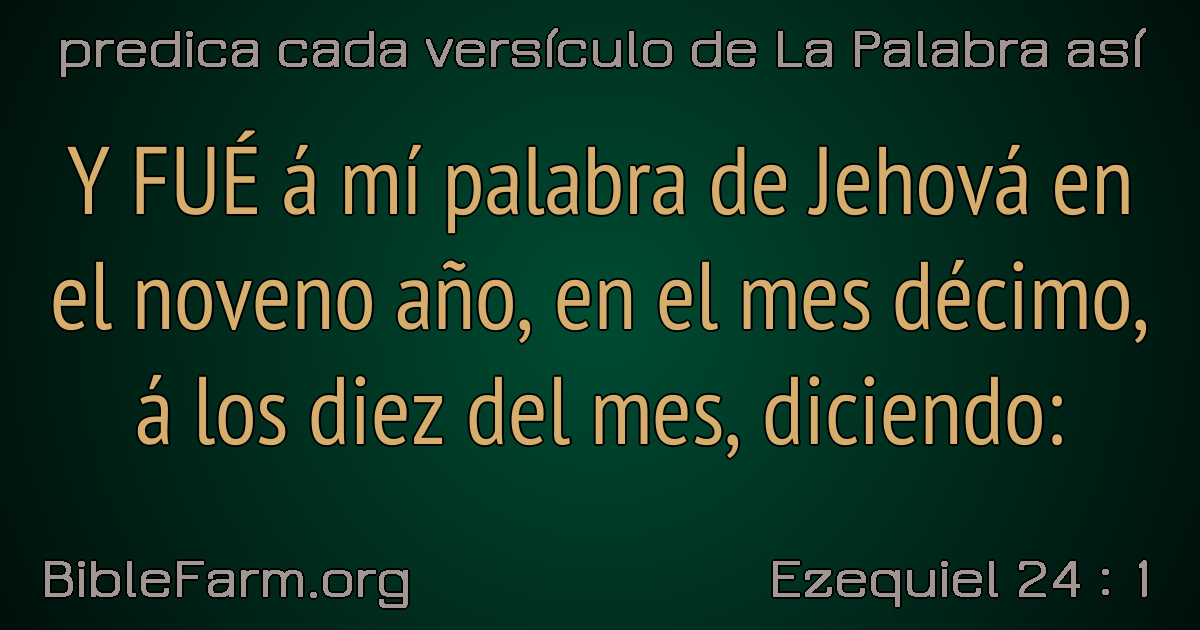 predica cada versículo de La Palabra así
Y FUÉ á mí palabra de Jehová en
el noveno año, en el mes décimo,
á los diez del mes, diciendo:
BibleFarm.org
Ezequiel 24 : 1